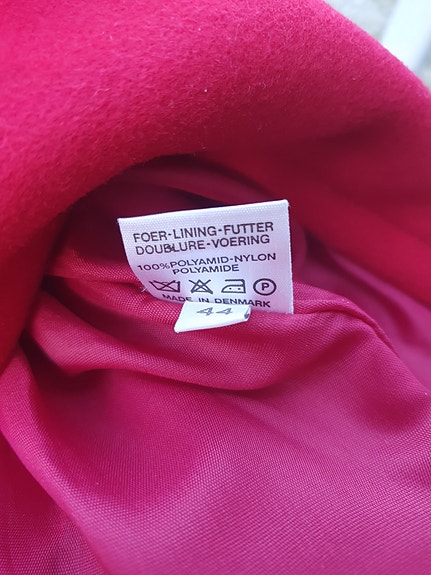 FOER-LINING-FUTTER
DOUBLURE-VOERING
100% POLYAMID-NYLON
POLYAMIDE
P
MADE IN DENMARK
44